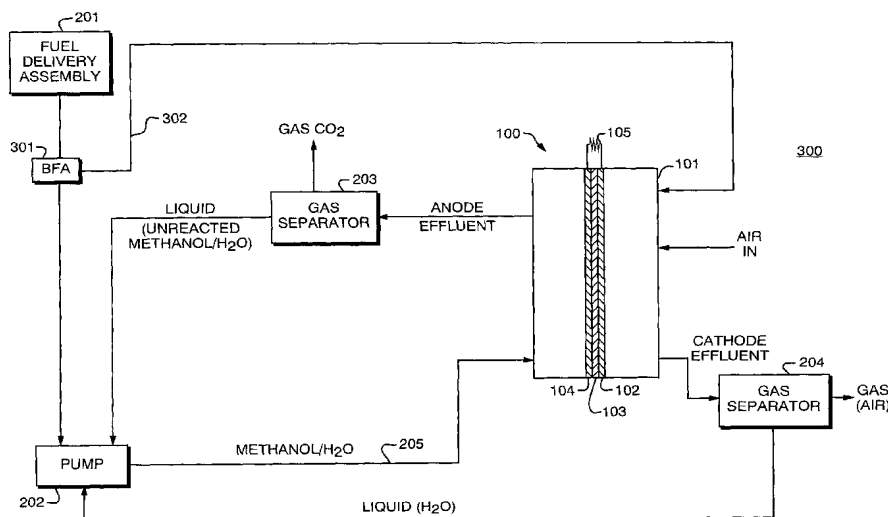 201
FUEL
DELIVERY
ASSEMBLY
302
301
BFA
GAS CO2
203
GAS
SEPARATOR
LIQUID
(UNREACTED
METHANOL/H2O)
ANODE
EFFLUENT
100
105
101
300
AIR
IN
CATHODE
EFFLUENT
204
GAS
SEPARATOR
GAS
(AIR)
104
102
103
METHANOL/H2O
205
PUMP
202
LIQUID (H2O)